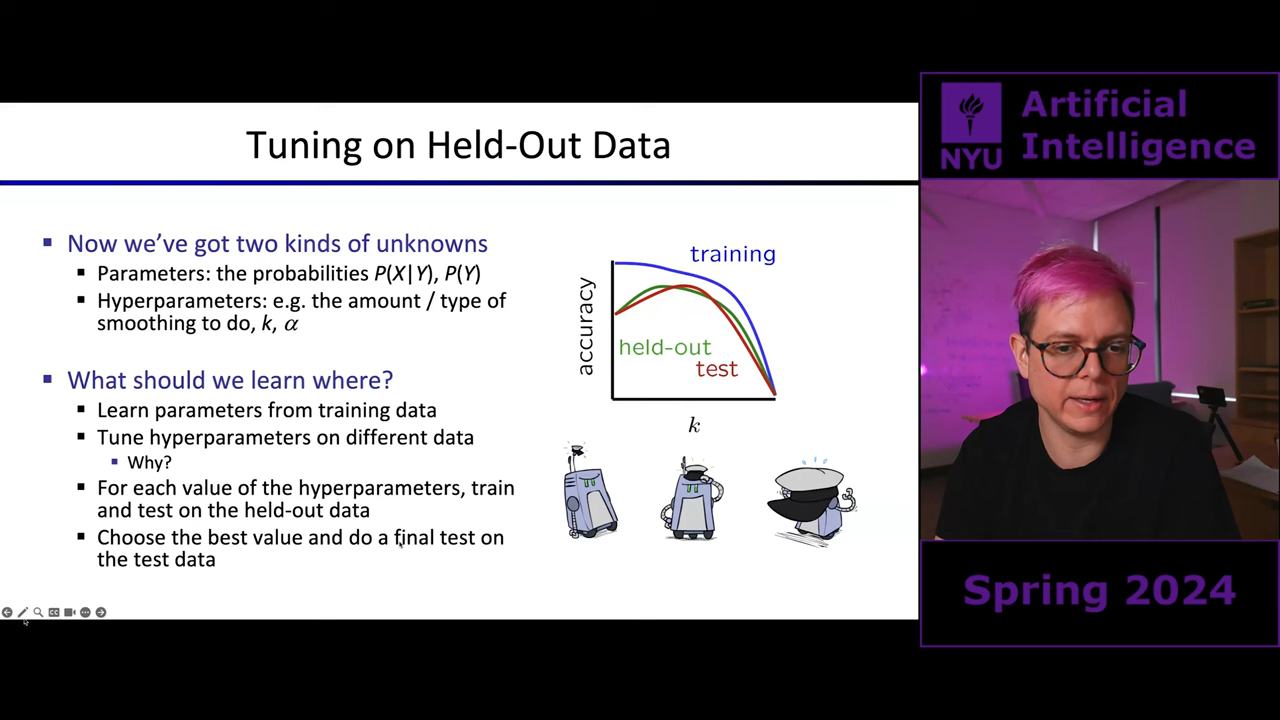 Tuning on Held-Out Data
Now we've got two kinds of unknowns
Parameters: the probabilities P(X|Y), P(Y)
Hyperparameters: e.g. the amount / type of
smoothing to do, k, α
What should we learn where?
Learn parameters from training data
Tune hyperparameters on different data
Why?
For each value of the hyperparameters, train
and test on the held-out data
Choose the best value and do a final test on
the test data
training
accuracy
held-out
test
k
NYU
Artificial
Intelligence
Spring 2024